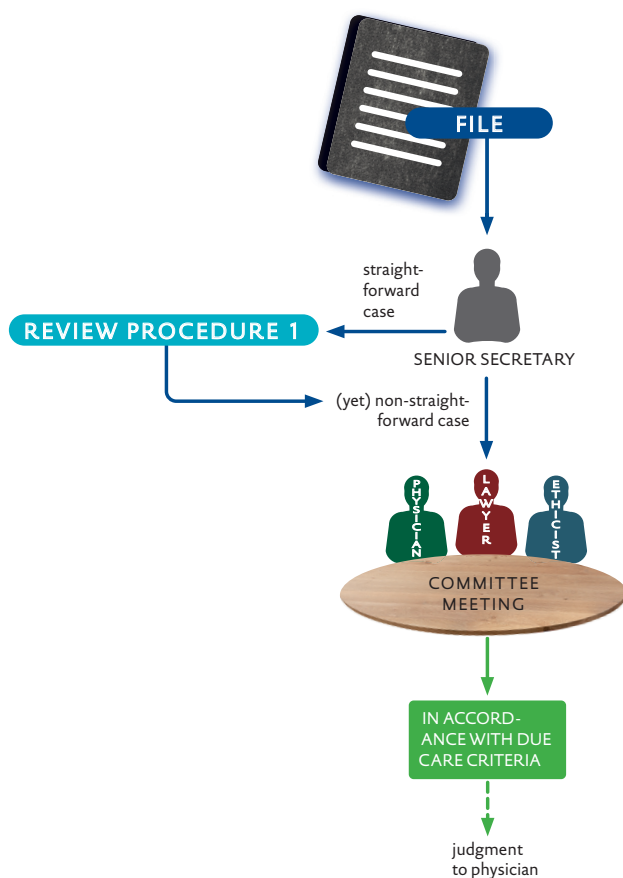 FILE
straight-
forward
case
REVIEW PROCEDURE 1
SENIOR SECRETARY
(yet) non-straight-
forward case
PHYSICIAN
LAWYER
ETHICIST
COMMITTEE
MEETING
IN ACCORD-
ANCE WITH DUE
CARE CRITERIA
judgment
to physician